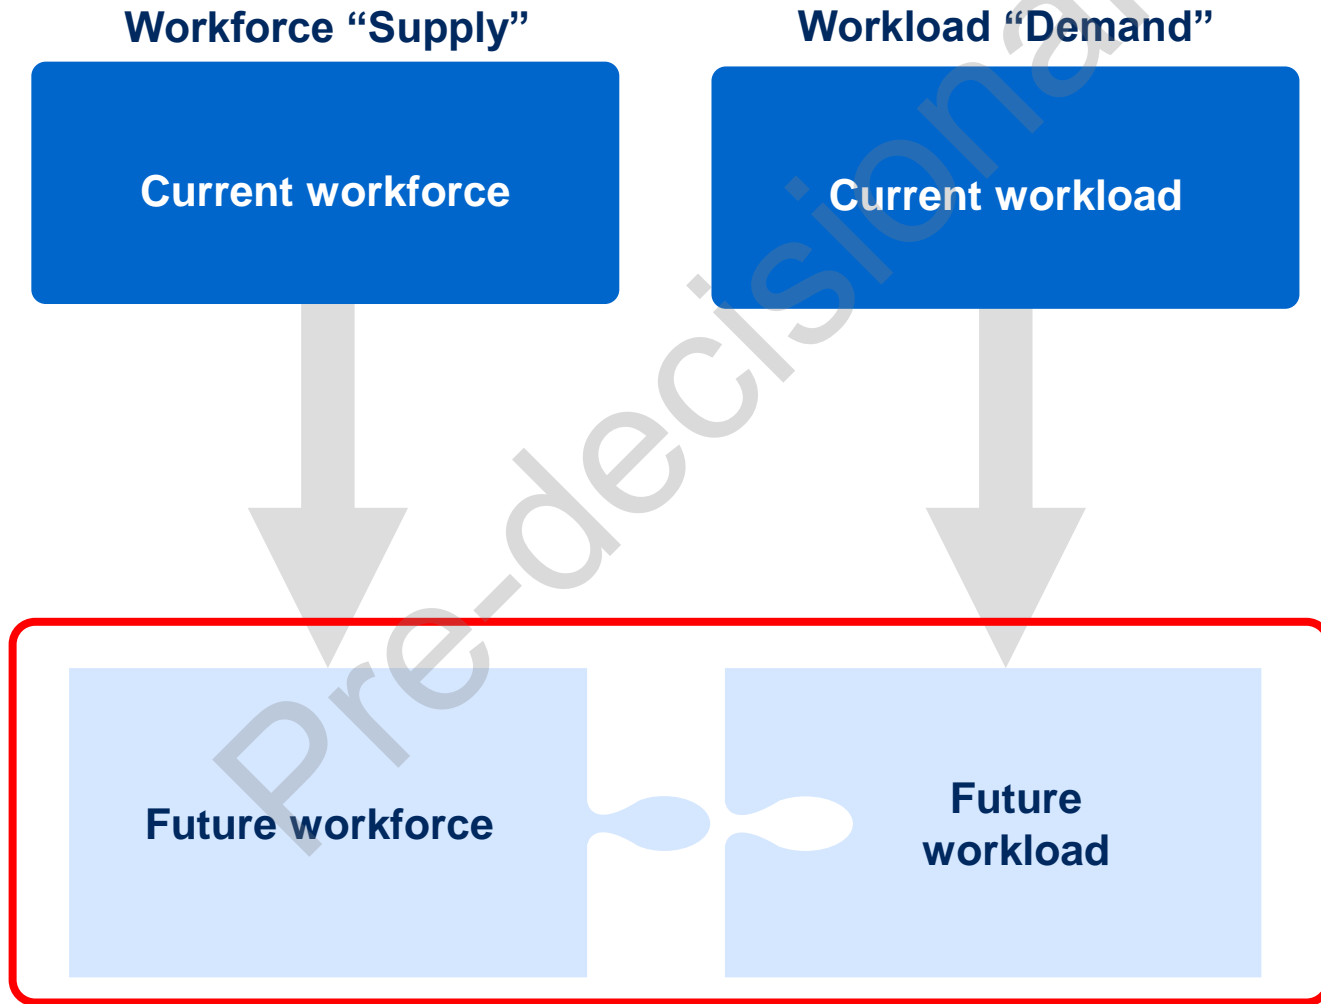 Workforce “Supply”
Workload “Demand”
Current workforce
Current workload
Future workforce
Future
workload
Pre-decisional